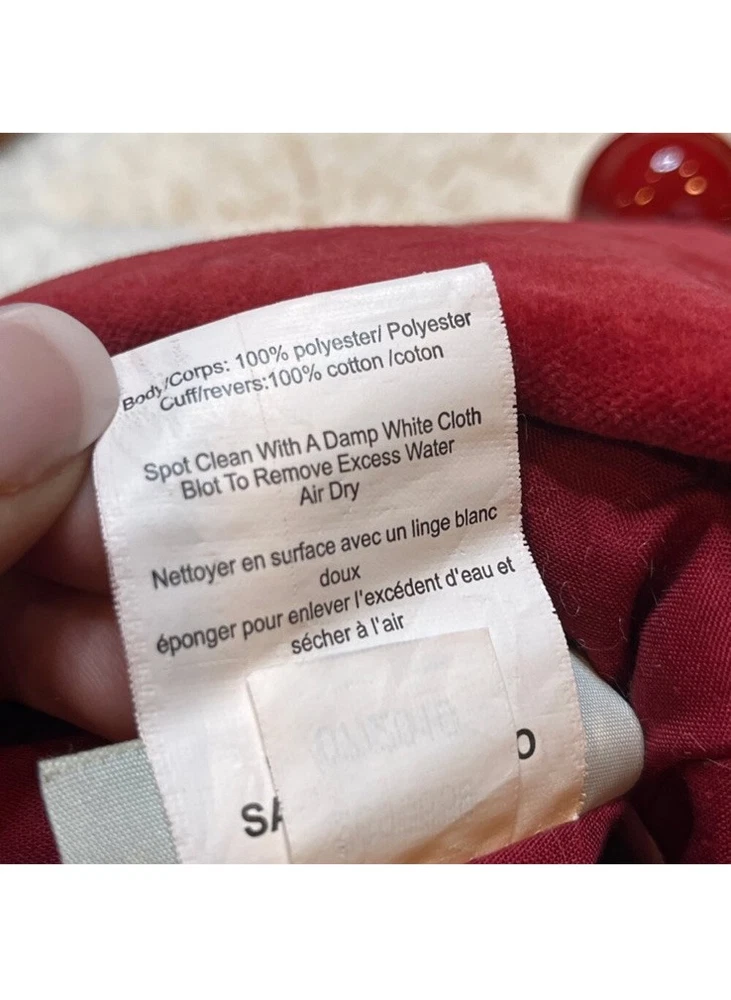 Body/Corps: 100% polyester/ Polyester
Cuff/revers:100% cotton /coton
Spot Clean With A Damp White Cloth
Blot To Remove Excess Water
Air Dry
Nettoyer en surface avec un linge blanc
doux
éponger pour enlever l'excédent d'eau et
sécher à l'air